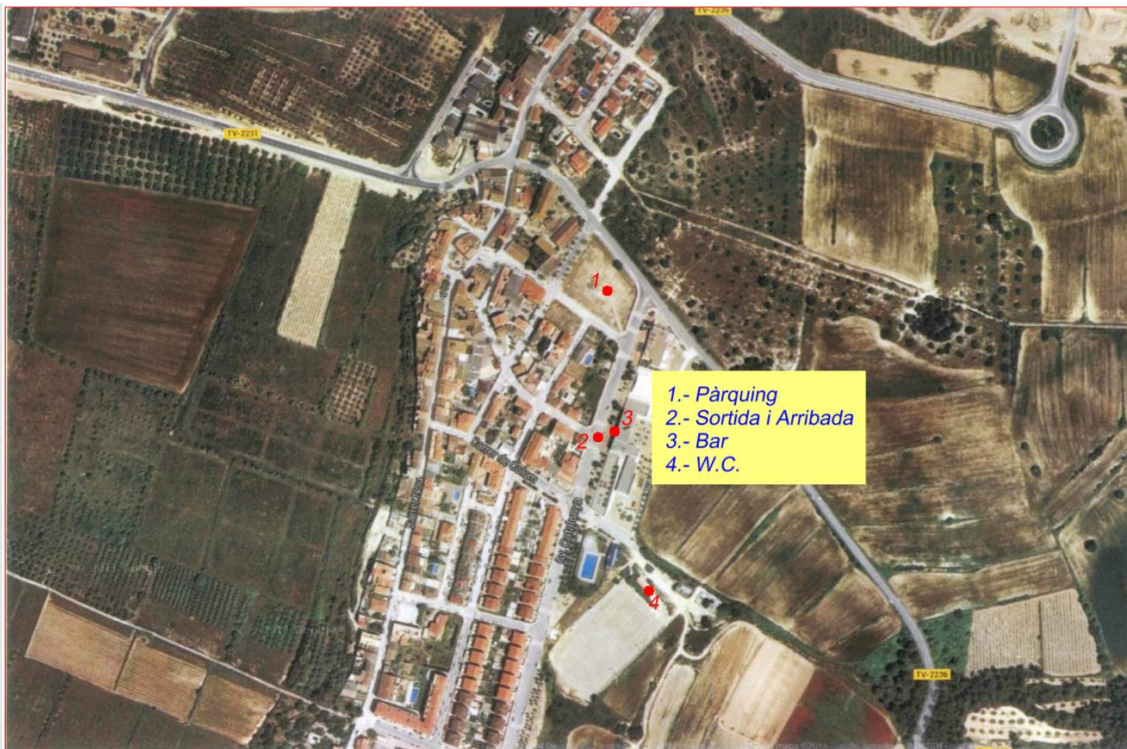 TV-2236
TV-2231
1
1.- Pàrquing
2.- Sortida i Arribada
3.- Bar
4.- W.C.
3
2
4
TV-2236